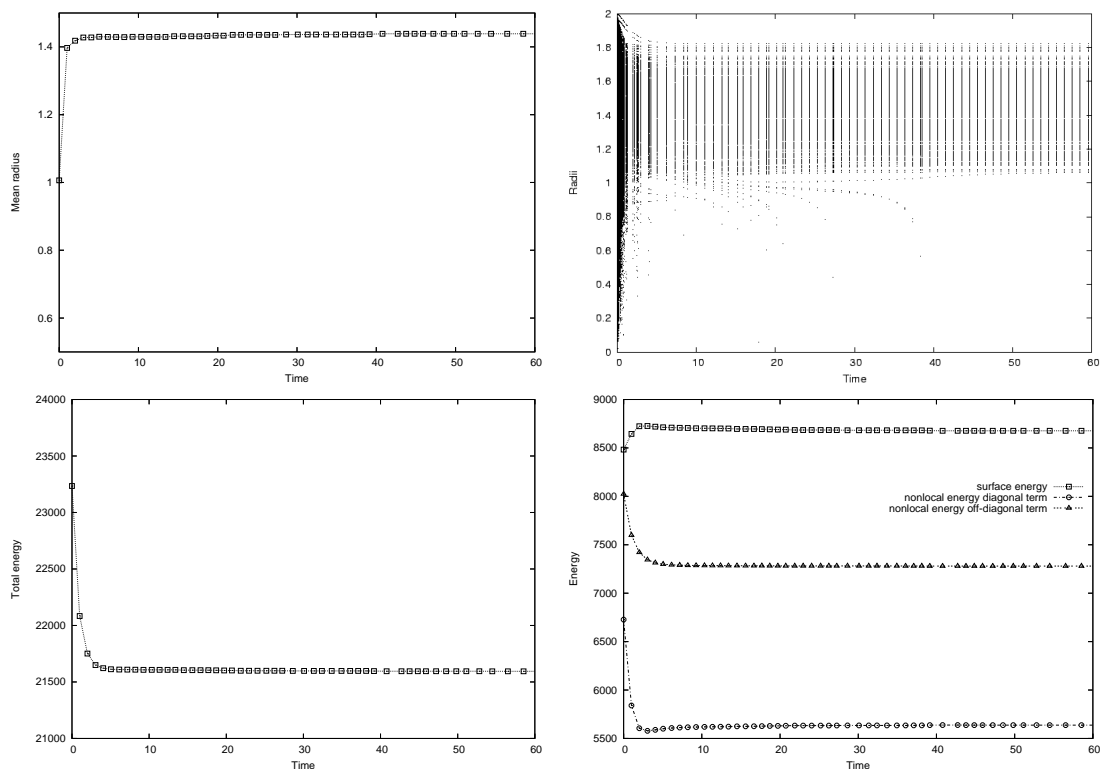 1.4
1.2
1
0.8
0.6
Mean radius
0 10 20 30 40 50 60
Time
2
1.8
1.6
1.4
1.2
1
0.8
0.6
0.4
0.2
0
Radii
0 10 20 30 40 50 60
Time
24000
23500
23000
22500
22000
21500
21000
Total energy
0 10 20 30 40 50 60
Time
9000
8500
8000
7500
7000
6500
6000
5500
Energy
surface energy
nonlocal energy diagonal term
nonlocal energy off-diagonal term
0 10 20 30 40 50 60
Time